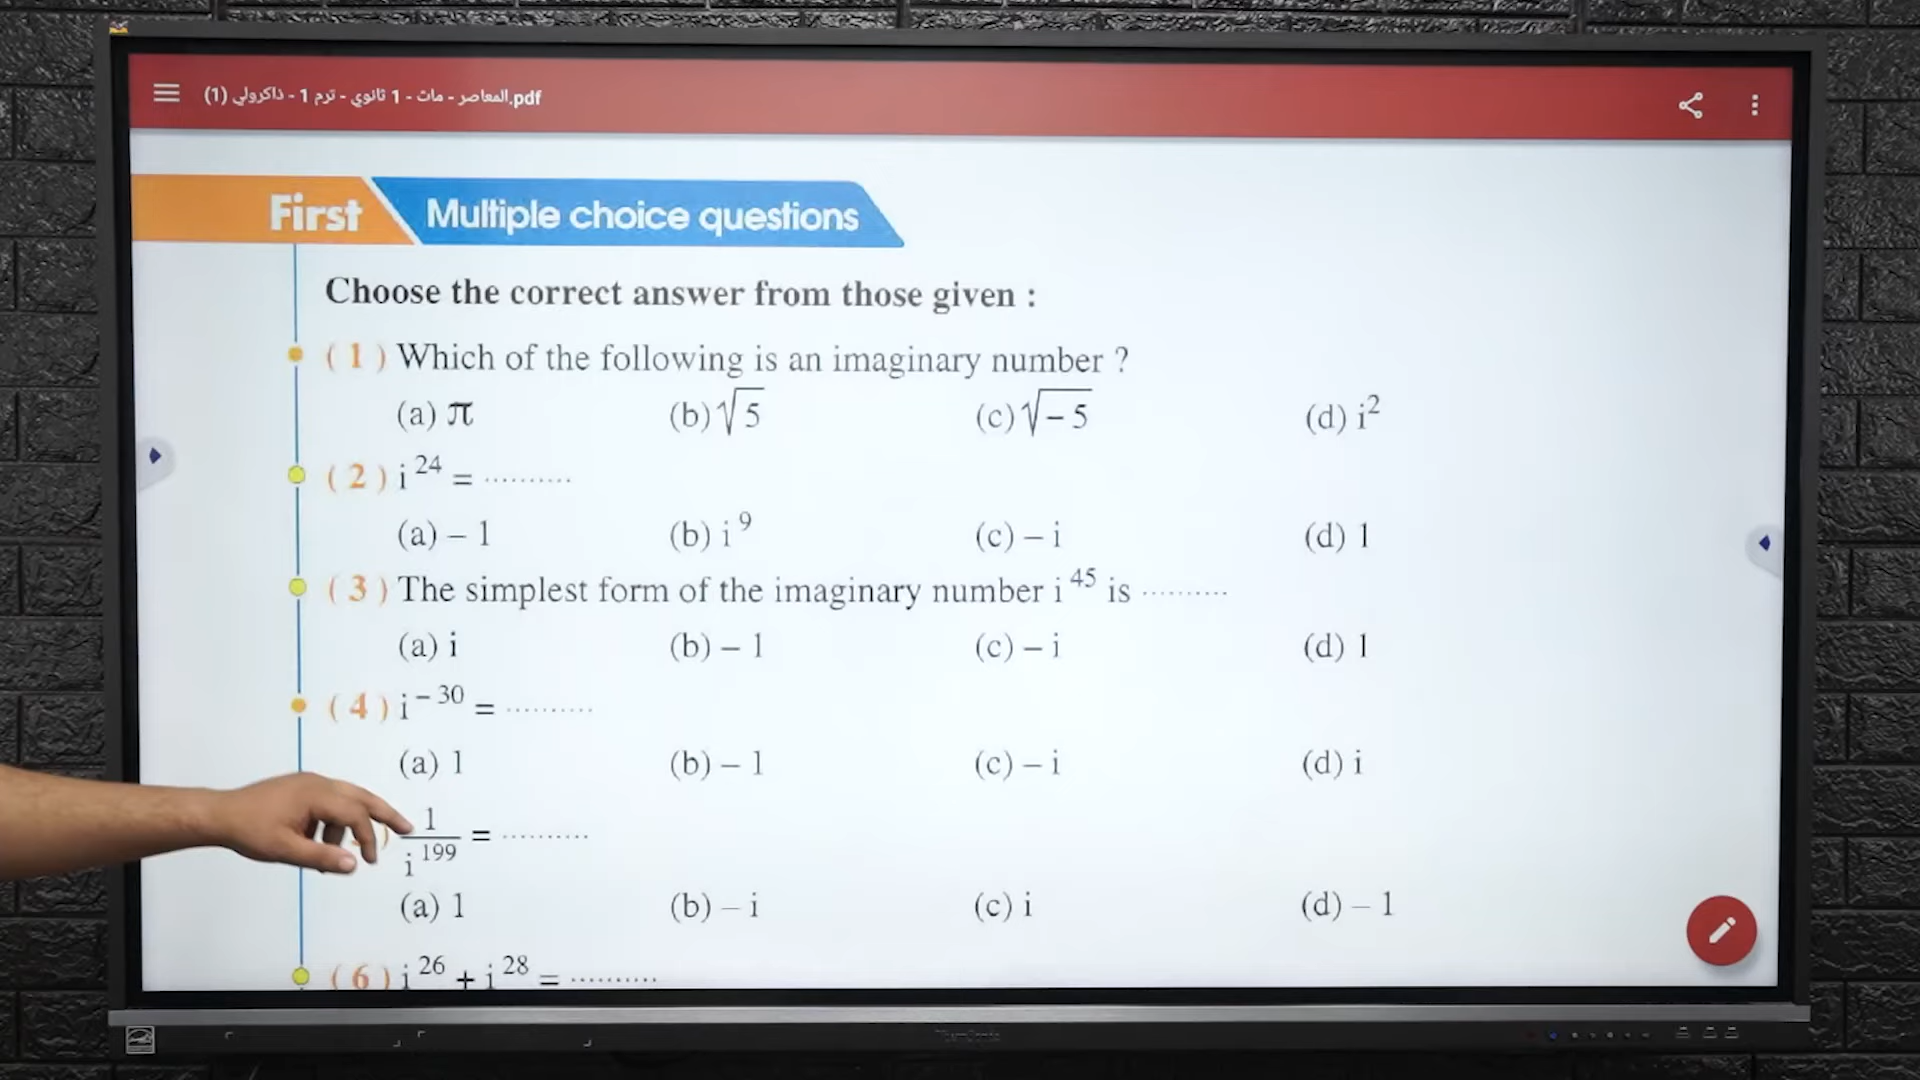 المعاصر - ماث - 1 ثانوي - ترم 1 - ذاكرولي (1).pdf
First Multiple choice questions
Choose the correct answer from those given :
( 1 ) Which of the following is an imaginary number ?
(a) π (b) √5 (c) √-5 (d) i²
( 2 ) i²⁴ = ..........
(a) – 1 (b) i⁹ (c) – i (d) 1
( 3 ) The simplest form of the imaginary number i⁴⁵ is ..........
(a) i (b) – 1 (c) – i (d) 1
( 4 ) i⁻³⁰ = ..........
(a) 1 (b) – 1 (c) – i (d) i
) 1/i¹⁹⁹ = ..........
(a) 1 (b) – i (c) i (d) – 1
( 6 ) i²⁶ + i²⁸ = ..........